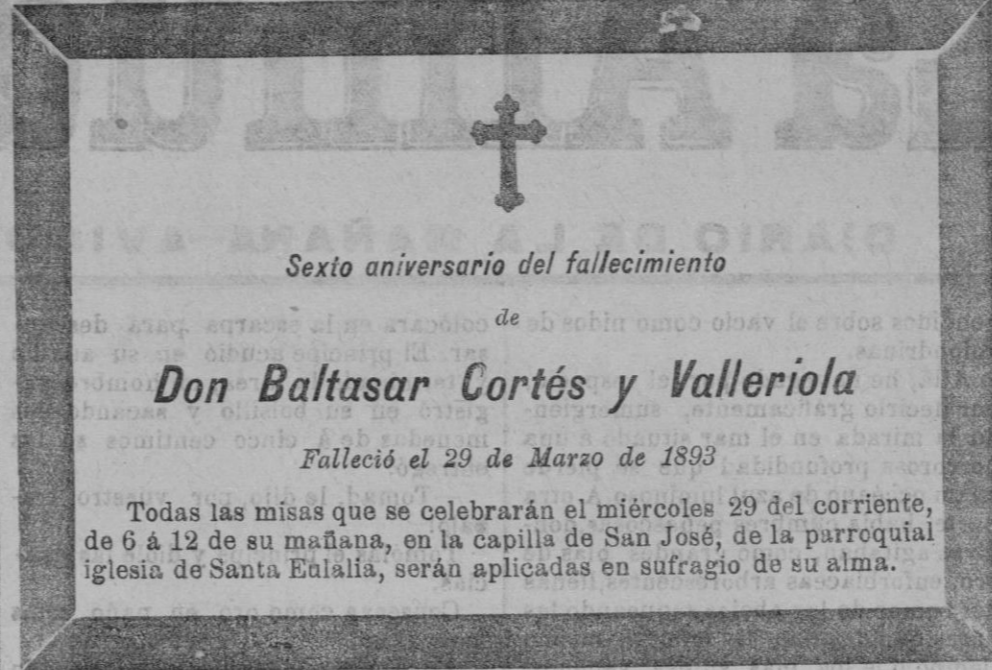 Sexto aniversario del fallecimiento
de
Don Baltasar Cortés y Valleriola
Falleció el 29 de Marzo de 1893
Todas las misas que se celebrarán el miércoles 29 del corriente,
de 6 á 12 de su mañana, en la capilla de San José, de la parroquial
iglesia de Santa Eulalia, serán aplicadas en sufragio de su alma.